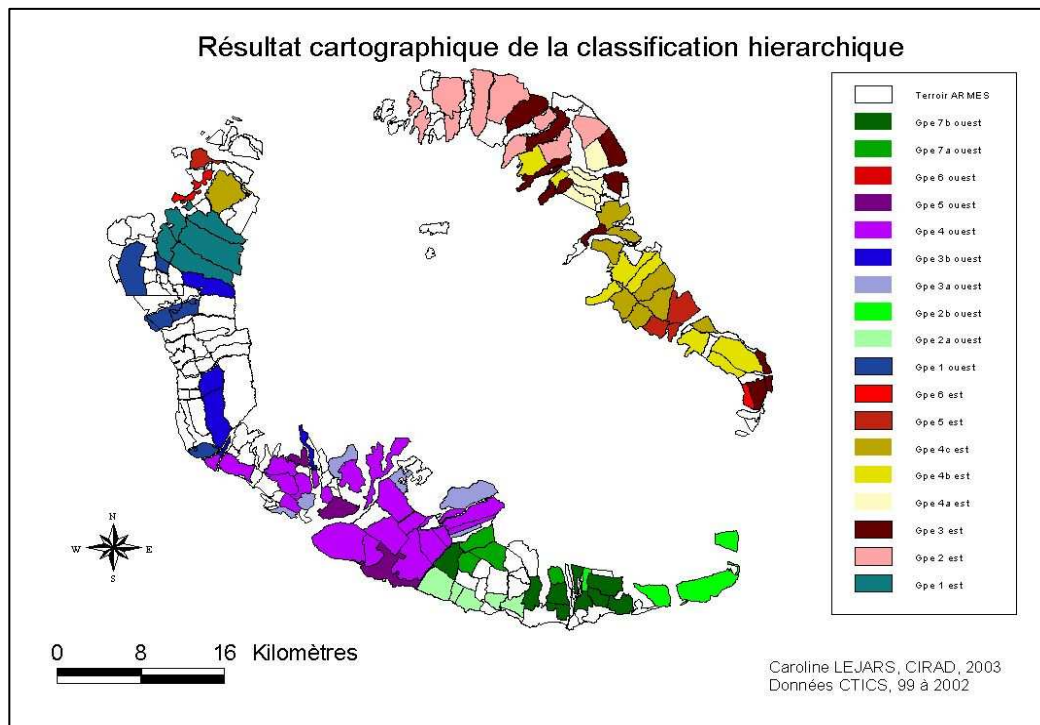 Résultat cartographique de la classification hierarchique
Terroir ARMES
Gpe 7b ouest
Gpe 7a ouest
Gpe 6 ouest
Gpe 5 ouest
Gpe 4 ouest
Gpe 3b ouest
Gpe 3a ouest
Gpe 2b ouest
Gpe 2a ouest
Gpe 1 ouest
Gpe 6 est
Gpe 5 est
Gpe 4c est
Gpe 4b est
Gpe 4a est
Gpe 3 est
Gpe 2 est
Gpe 1 est
N
W E
S
0 8 16 Kilomètres
Caroline LEJARS, CIRAD, 2003
Données CTICS, 99 à 2002